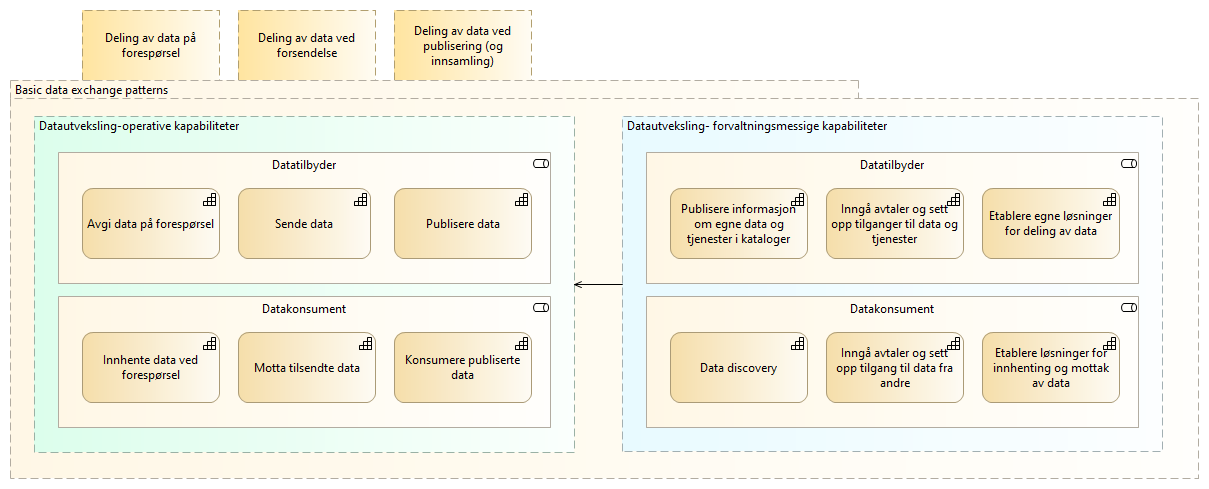 Deling av data på
forespørsel
Deling av data ved
forsendelse
Deling av data ved
publisering (og
innsamling)
Basic data exchange patterns
Datautveksling-operative kapabiliteter
Datatilbyder
Avgi data på forespørsel
Sende data
Publisere data
Datakonsument
Innhente data ved
forespørsel
Motta tilsendte data
Konsumere publiserte
data
Datautveksling- forvaltningsmessige kapabiliteter
Datatilbyder
Publisere informasjon
om egne data og
tjenester i kataloger
Inngå avtaler og sett
opp tilganger til data og
tjenester
Etablere egne løsninger
for deling av data
Datakonsument
Data discovery
Inngå avtaler og sett
opp tilgang til data fra
andre
Etablere løsninger for
innhenting og mottak
av data